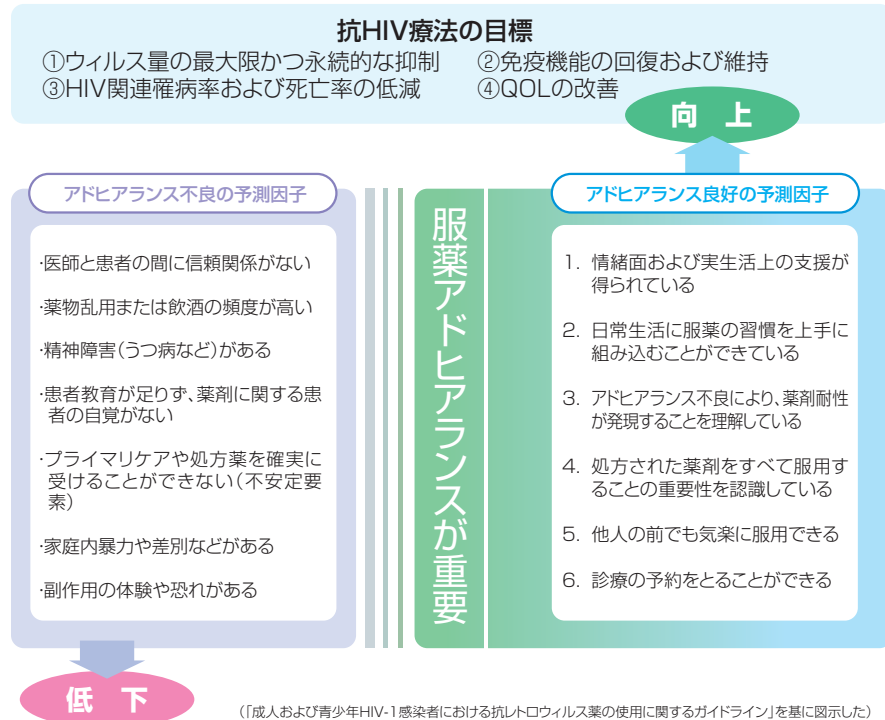 抗HIV療法の目標
①ウィルス量の最大限かつ永続的な抑制 ②免疫機能の回復および維持
③HIV関連罹病率および死亡率の低減 ④QOLの改善
向 上
アドヒアランス不良の予測因子
・医師と患者の間に信頼関係がない
・薬物乱用または飲酒の頻度が高い
・精神障害(うつ病など)がある
・患者教育が足りず、薬剤に関する患
者の自覚がない
・プライマリケアや処方薬を確実に
受けることができない(不安定要
素)
・家庭内暴力や差別などがある
・副作用の体験や恐れがある
低 下
服薬アドヒアランスが重要
アドヒアランス良好の予測因子
1. 情緒面および実生活上の支援が
得られている
2. 日常生活に服薬の習慣を上手に
組み込むことができている
3. アドヒアランス不良により、薬剤耐性
が発現することを理解している
4. 処方された薬剤をすべて服用す
ることの重要性を認識している
5. 他人の前でも気楽に服用できる
6. 診療の予約をとることができる
(「成人および青少年HIV-1感染者における抗レトロウィルス薬の使用に関するガイドライン」を基に図示した)